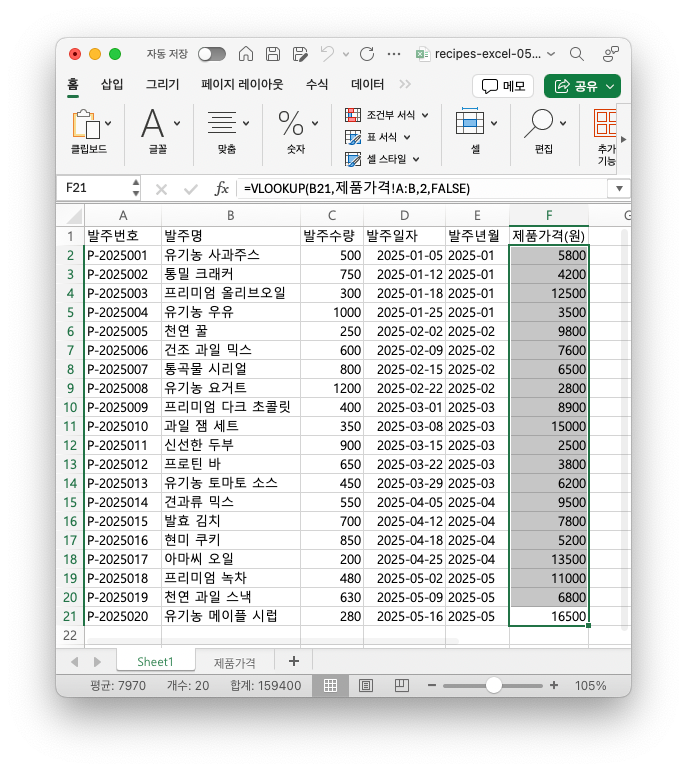 자동 저장 recipes-excel-05...
홈 삽입 그리기 페이지 레이아웃 수식 데이터 메모 공유
클립보드 글꼴 맞춤 숫자 조건부 서식 표 서식 셀 스타일 셀 편집 추가 기능
F21 fx =VLOOKUP(B21,제품가격!A:B,2,FALSE)
A B C D E F G
1 발주번호 발주명 발주수량 발주일자 발주년월 제품가격(원)
2 P-2025001 유기농 사과주스 500 2025-01-05 2025-01 5800
3 P-2025002 통밀 크래커 750 2025-01-12 2025-01 4200
4 P-2025003 프리미엄 올리브오일 300 2025-01-18 2025-01 12500
5 P-2025004 유기농 우유 1000 2025-01-25 2025-01 3500
6 P-2025005 천연 꿀 250 2025-02-02 2025-02 9800
7 P-2025006 건조 과일 믹스 600 2025-02-09 2025-02 7600
8 P-2025007 통곡물 시리얼 800 2025-02-15 2025-02 6500
9 P-2025008 유기농 요거트 1200 2025-02-22 2025-02 2800
10 P-2025009 프리미엄 다크 초콜릿 400 2025-03-01 2025-03 8900
11 P-2025010 과일 잼 세트 350 2025-03-08 2025-03 15000
12 P-2025011 신선한 두부 900 2025-03-15 2025-03 2500
13 P-2025012 프로틴 바 650 2025-03-22 2025-03 3800
14 P-2025013 유기농 토마토 소스 450 2025-03-29 2025-03 6200
15 P-2025014 견과류 믹스 550 2025-04-05 2025-04 9500
16 P-2025015 발효 김치 700 2025-04-12 2025-04 7800
17 P-2025016 현미 쿠키 850 2025-04-18 2025-04 5200
18 P-2025017 아마씨 오일 200 2025-04-25 2025-04 13500
19 P-2025018 프리미엄 녹차 480 2025-05-02 2025-05 11000
20 P-2025019 천연 과일 스낵 630 2025-05-09 2025-05 6800
21 P-2025020 유기농 메이플 시럽 280 2025-05-16 2025-05 16500
22
Sheet1 제품가격 +
평균: 7970 개수: 20 합계: 159400 105%